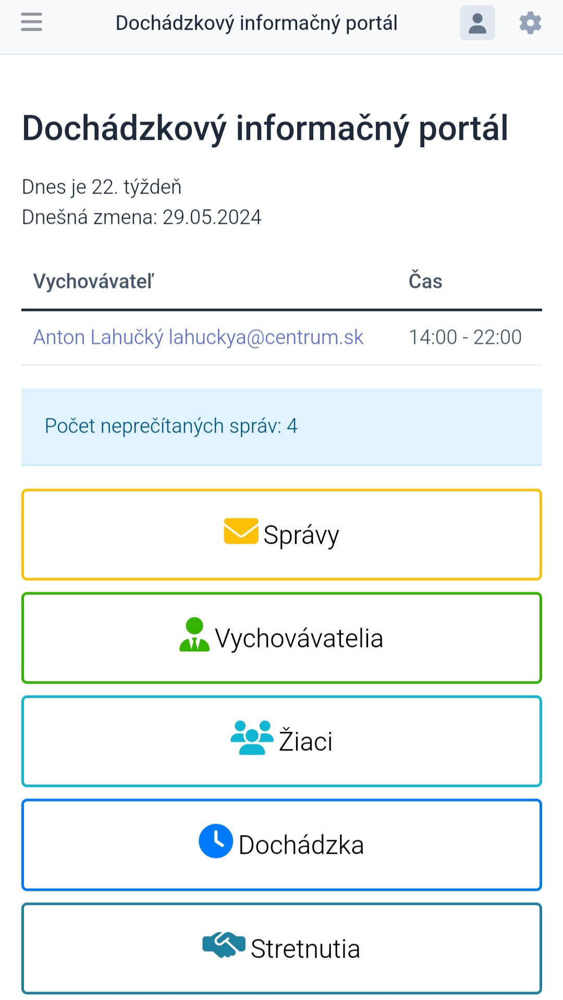 Dochádzkový informačný portál
Dochádzkový informačný portál
Dnes je 22. týždeň
Dnešná zmena: 29.05.2024
Vychovávateľ Čas
Anton Lahučký lahuckya@centrum.sk 14:00 - 22:00
Počet neprečítaných správ: 4
Správy
Vychovávatelia
Žiaci
Dochádzka
Stretnutia